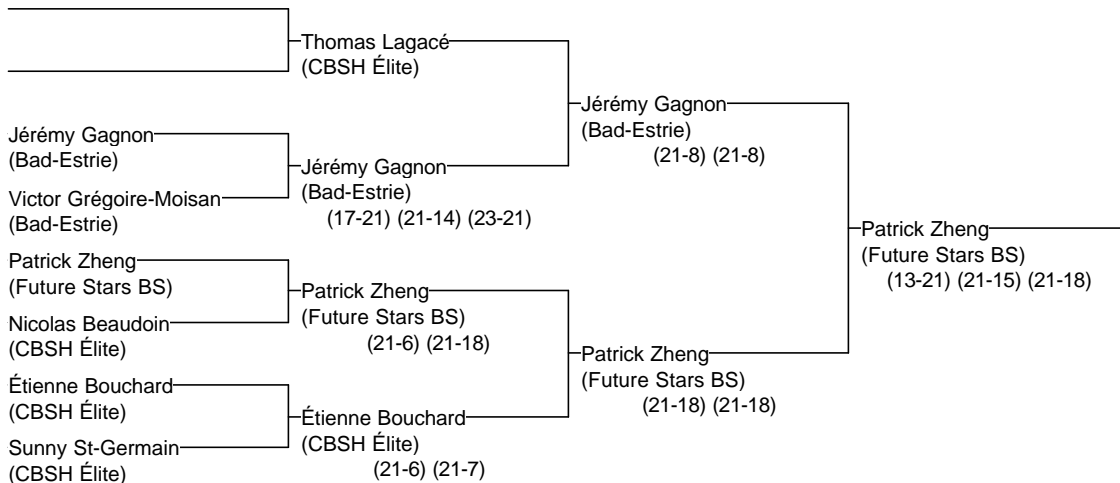 Thomas Lagacé
(CBSH Élite)
Jérémy Gagnon
(Bad-Estrie)
(21-8) (21-8)
Jérémy Gagnon
(Bad-Estrie)
Jérémy Gagnon
(Bad-Estrie)
(17-21) (21-14) (23-21)
Victor Grégoire-Moisan
(Bad-Estrie)
Patrick Zheng
(Future Stars BS)
(13-21) (21-15) (21-18)
Patrick Zheng
(Future Stars BS)
Patrick Zheng
(Future Stars BS)
(21-6) (21-18)
Nicolas Beaudoin
(CBSH Élite)
Patrick Zheng
(Future Stars BS)
(21-18) (21-18)
Étienne Bouchard
(CBSH Élite)
Étienne Bouchard
(CBSH Élite)
(21-6) (21-7)
Sunny St-Germain
(CBSH Élite)